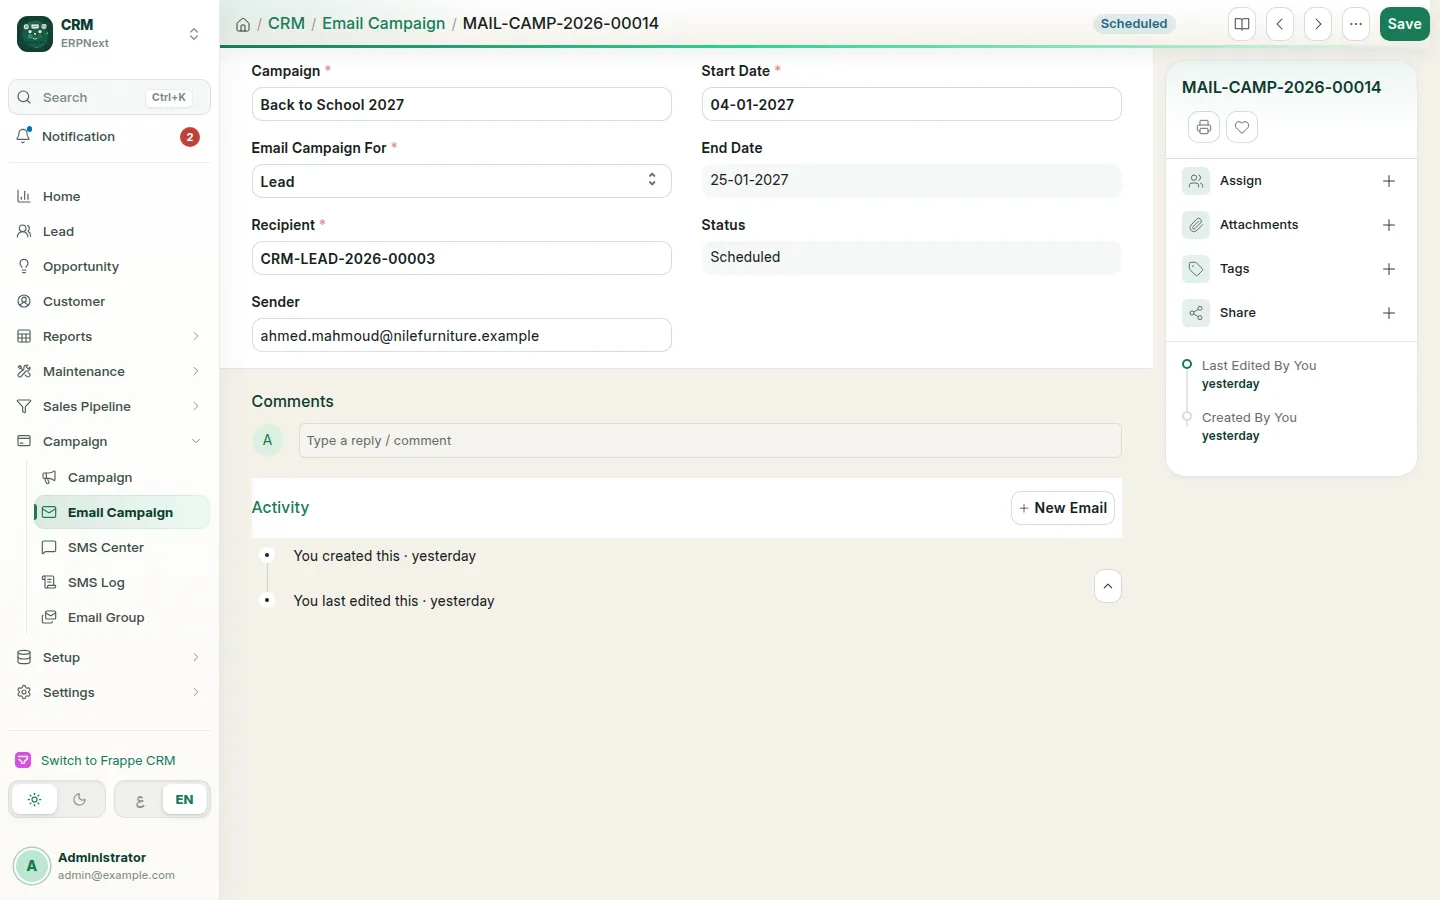 CRM
ERPNext
Search
Ctrl+K
Notification
2
Home
Lead
Opportunity
Customer
Reports
Maintenance
Sales Pipeline
Campaign
Campaign
Email Campaign
SMS Center
SMS Log
Email Group
Setup
Settings
Switch to Frappe CRM
ع
EN
A
Administrator
admin@example.com
/ CRM / Email Campaign / MAIL-CAMP-2026-00014
Scheduled
Save
Campaign *
Back to School 2027
Start Date *
04-01-2027
Email Campaign For *
Lead
End Date
25-01-2027
Recipient *
CRM-LEAD-2026-00003
Status
Scheduled
Sender
ahmed.mahmoud@nilefurniture.example
Comments
A
Type a reply / comment
Activity
+ New Email
You created this · yesterday
You last edited this · yesterday
MAIL-CAMP-2026-00014
Assign
Attachments
Tags
Share
Last Edited By You
yesterday
Created By You
yesterday